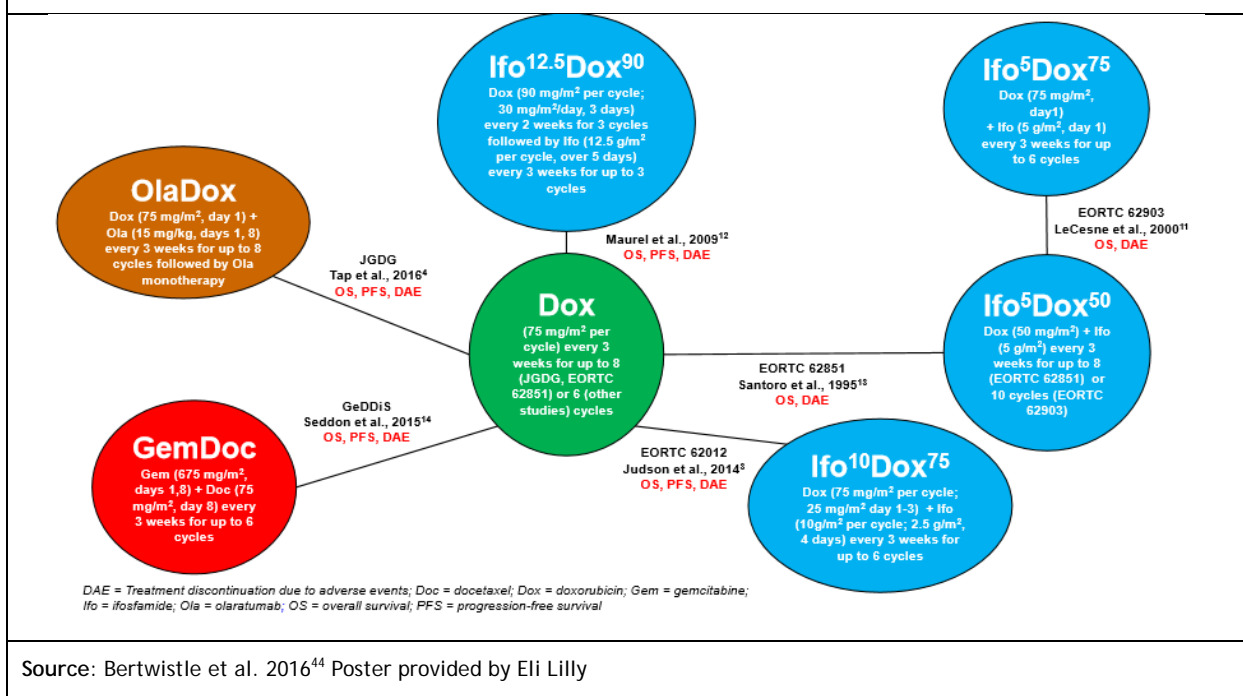 Ifo12.5Dox90
Dox (90 mg/m2 per cycle;
30 mg/m2/day, 3 days)
every 2 weeks for 3 cycles
followed by Ifo (12.5 g/m2
per cycle, over 5 days)
every 3 weeks for up to 3
cycles
Ifo5Dox75
Dox (75 mg/m2,
day1)
+ Ifo (5 g/m2, day 1)
every 3 weeks for up
to 6 cycles
OlaDox
Dox (75 mg/m2, day 1) +
Ola (15 mg/kg, days 1, 8)
every 3 weeks for up to 8
cycles followed by Ola
monotherapy
JGDG
Tap et al., 20164
OS, PFS, DAE
Maurel et al., 200912
OS, PFS, DAE
EORTC 62903
LeCesne et al., 200011
OS, DAE
Dox
(75 mg/m2 per
cycle) every 3
weeks for up to 8
(JGDG, EORTC
62851) or 6 (other
studies) cycles
Ifo5Dox50
Dox (50 mg/m2) + Ifo
(5 g/m2) every 3
weeks for up to 8
(EORTC 62851) or
10 cycles (EORTC
62903)
EORTC 62851
Santoro et al., 199513
OS, DAE
GeDDiS
Seddon et al., 201514
OS, PFS, DAE
GemDoc
Gem (675 mg/m2,
days 1,8) + Doc (75
mg/m2, day 8) every
3 weeks for up to 6
cycles
EORTC 62012
Judson et al., 20148
OS, PFS, DAE
Ifo10Dox75
Dox (75 mg/m2 per cycle;
25 mg/m2 day 1-3) + Ifo
(10g/m2 per cycle; 2.5 g/m2,
4 days) every 3 weeks for
up to 6 cycles
DAE = Treatment discontinuation due to adverse events; Doc = docetaxel; Dox = doxorubicin; Gem = gemcitabine;
Ifo = ifosfamide; Ola = olaratumab; OS = overall survival; PFS = progression-free survival
Source: Bertwistle et al. 201644 Poster provided by Eli Lilly